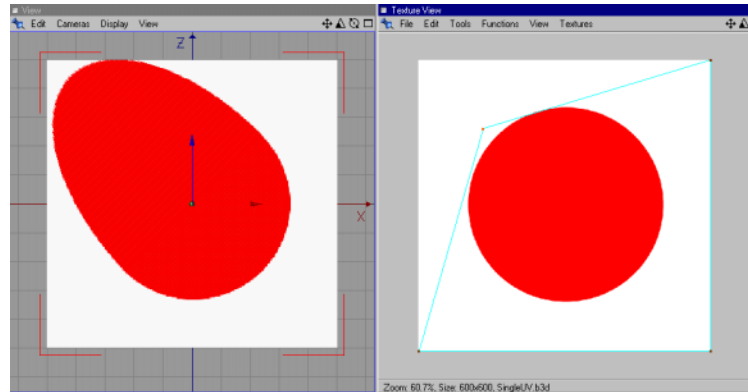 View
Edit Cameras Display View
Z
X
Texture View
File Edit Tools Functions View Textures
Zoom: 60.7%, Size: 600x600, SingleUV.b3d